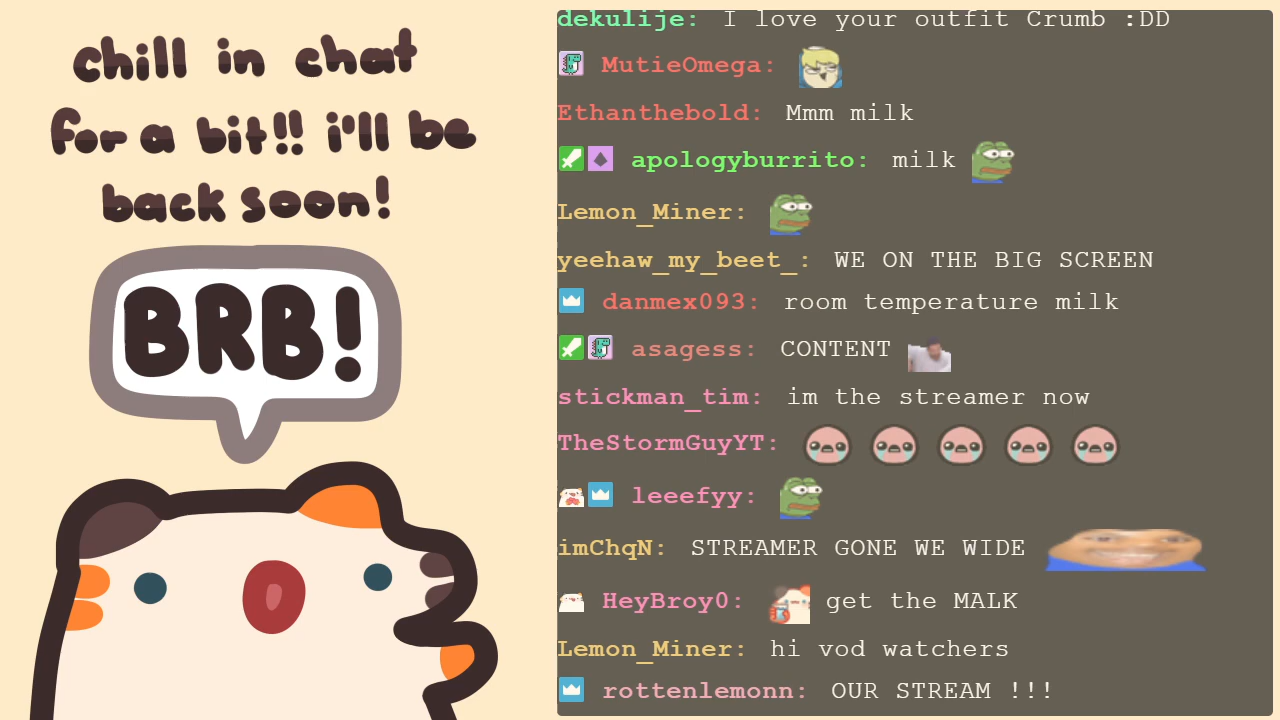 chill in chat
for a bit!! i'll be
back soon!
BRB!
dekulije: I love your outfit Crumb :DD
MutieOmega:
Ethanthebold: Mmm milk
apologyburrito: milk
Lemon_Miner:
yeehaw_my_beet_: WE ON THE BIG SCREEN
danmex093: room temperature milk
asagess: CONTENT
stickman_tim: im the streamer now
TheStormGuyYT:
leeefyy:
imChqN: STREAMER GONE WE WIDE
HeyBroy0: get the MALK
Lemon_Miner: hi vod watchers
rottenlemonn: OUR STREAM !!!